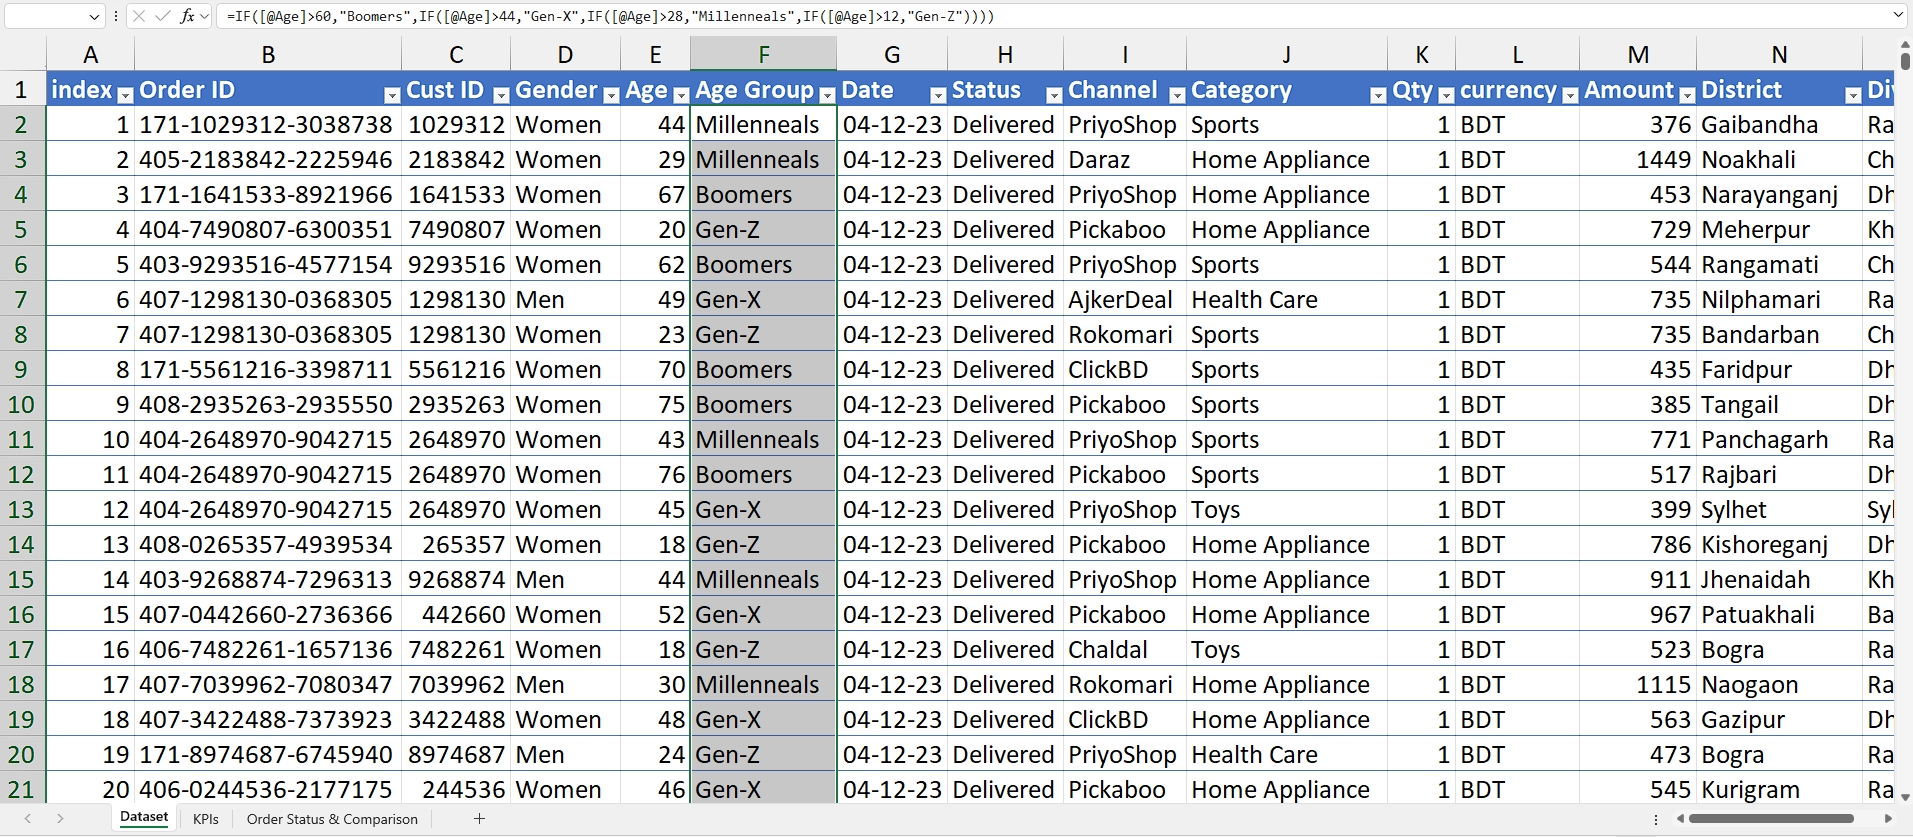 fx =IF([@Age]>60,"Boomers",IF([@Age]>44,"Gen-X",IF([@Age]>28,"Millenneals",IF([@Age]>12,"Gen-Z"))))
A B C D E F G H I J K L M N
1 index Order ID Cust ID Gender Age Age Group Date Status Channel Category Qty currency Amount District Div
2 1 171-1029312-3038738 1029312 Women 44 Millenneals 04-12-23 Delivered PriyoShop Sports 1 BDT 376 Gaibandha Ra
3 2 405-2183842-2225946 2183842 Women 29 Millenneals 04-12-23 Delivered Daraz Home Appliance 1 BDT 1449 Noakhali Ch
4 3 171-1641533-8921966 1641533 Women 67 Boomers 04-12-23 Delivered PriyoShop Home Appliance 1 BDT 453 Narayanganj Dh
5 4 404-7490807-6300351 7490807 Women 20 Gen-Z 04-12-23 Delivered Pickaboo Home Appliance 1 BDT 729 Meherpur Kh
6 5 403-9293516-4577154 9293516 Women 62 Boomers 04-12-23 Delivered PriyoShop Sports 1 BDT 544 Rangamati Ch
7 6 407-1298130-0368305 1298130 Men 49 Gen-X 04-12-23 Delivered AjkerDeal Health Care 1 BDT 735 Nilphamari Ra
8 7 407-1298130-0368305 1298130 Women 23 Gen-Z 04-12-23 Delivered Rokomari Sports 1 BDT 735 Bandarban Ch
9 8 171-5561216-3398711 5561216 Women 70 Boomers 04-12-23 Delivered ClickBD Sports 1 BDT 435 Faridpur Dh
10 9 408-2935263-2935550 2935263 Women 75 Boomers 04-12-23 Delivered Pickaboo Sports 1 BDT 385 Tangail Dh
11 10 404-2648970-9042715 2648970 Women 43 Millenneals 04-12-23 Delivered PriyoShop Sports 1 BDT 771 Panchagarh Ra
12 11 404-2648970-9042715 2648970 Women 76 Boomers 04-12-23 Delivered Pickaboo Sports 1 BDT 517 Rajbari Dh
13 12 404-2648970-9042715 2648970 Women 45 Gen-X 04-12-23 Delivered PriyoShop Toys 1 BDT 399 Sylhet Syl
14 13 408-0265357-4939534 265357 Women 18 Gen-Z 04-12-23 Delivered Pickaboo Home Appliance 1 BDT 786 Kishoreganj Dh
15 14 403-9268874-7296313 9268874 Men 44 Millenneals 04-12-23 Delivered PriyoShop Home Appliance 1 BDT 911 Jhenaidah Kh
16 15 407-0442660-2736366 442660 Women 52 Gen-X 04-12-23 Delivered Pickaboo Home Appliance 1 BDT 967 Patuakhali Ba
17 16 406-7482261-1657136 7482261 Women 18 Gen-Z 04-12-23 Delivered Chaldal Toys 1 BDT 523 Bogra Ra
18 17 407-7039962-7080347 7039962 Men 30 Millenneals 04-12-23 Delivered Rokomari Home Appliance 1 BDT 1115 Naogaon Ra
19 18 407-3422488-7373923 3422488 Women 48 Gen-X 04-12-23 Delivered ClickBD Home Appliance 1 BDT 563 Gazipur Dh
20 19 171-8974687-6745940 8974687 Men 24 Gen-Z 04-12-23 Delivered PriyoShop Health Care 1 BDT 473 Bogra Ra
21 20 406-0244536-2177175 244536 Women 46 Gen-X 04-12-23 Delivered Pickaboo Home Appliance 1 BDT 545 Kurigram Ra
Dataset KPIs Order Status & Comparison +